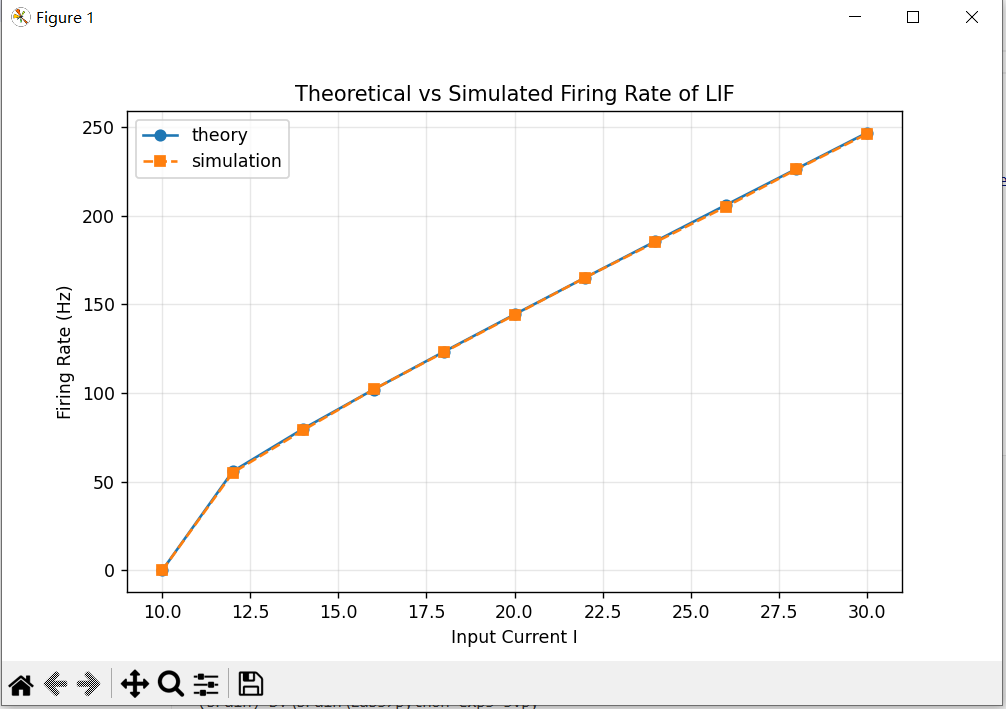 Figure 1
Theoretical vs Simulated Firing Rate of LIF
theory
simulation
250
200
150
100
50
0
Firing Rate (Hz)
10.0 12.5 15.0 17.5 20.0 22.5 25.0 27.5 30.0
Input Current I